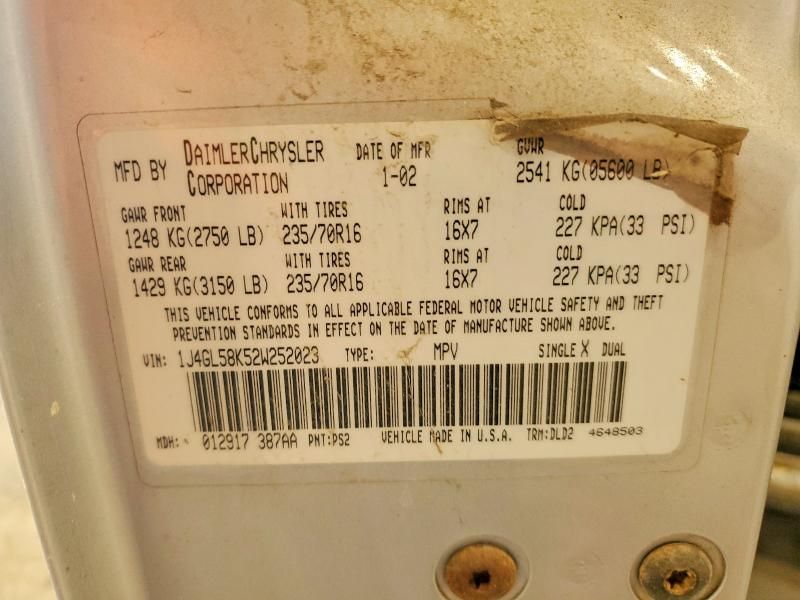 MFD BY DAIMLERCHRYSLER CORPORATION DATE OF MFR 1-02 GVWR 2541 KG(05600 LB)
GAWR FRONT WITH TIRES RIMS AT COLD
1248 KG(2750 LB) 235/70R16 16X7 227 KPA(33 PSI)
GAWR REAR WITH TIRES RIMS AT COLD
1429 KG(3150 LB) 235/70R16 16X7 227 KPA(33 PSI)
THIS VEHICLE CONFORMS TO ALL APPLICABLE FEDERAL MOTOR VEHICLE SAFETY AND THEFT
PREVENTION STANDARDS IN EFFECT ON THE DATE OF MANUFACTURE SHOWN ABOVE.
VIN: 1J4GL58K52W252023 TYPE: MPV SINGLE X DUAL
MDH: 012917 387AA PNT:PS2 VEHICLE MADE IN U.S.A. TRM:DLD2 4648503